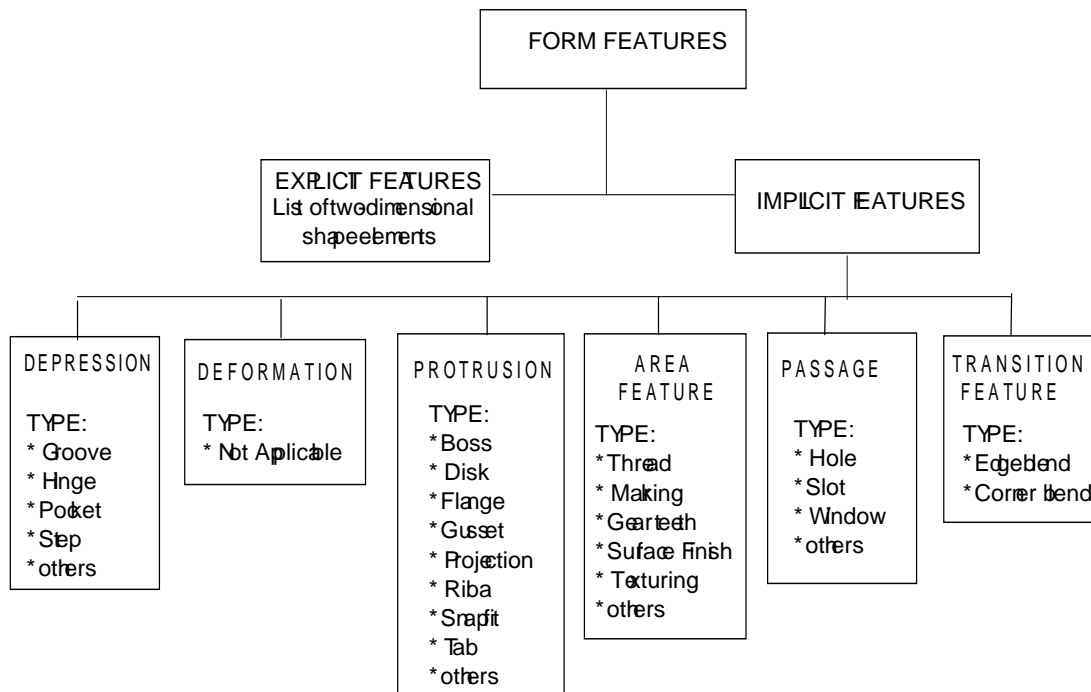 FORM FEATURES
EXPLICIT FEATURES
List of two-dimensional
shape elements
IMPLICIT FEATURES
DEPRESSION
TYPE:
* Groove
* Hinge
* Pocket
* Step
* others
DEFORMATION
TYPE:
* Not Applicable
PROTRUSION
TYPE:
* Boss
* Disk
* Flange
* Gusset
* Projection
* Riba
* Snapfit
* Tab
* others
AREA
FEATURE
TYPE:
* Thread
* Making
* Gear teeth
* Surface Finish
* Texturing
* others
PASSAGE
TYPE:
* Hole
* Slot
* Window
* others
TRANSITION
FEATURE
TYPE:
* Edge blend
* Corner blend